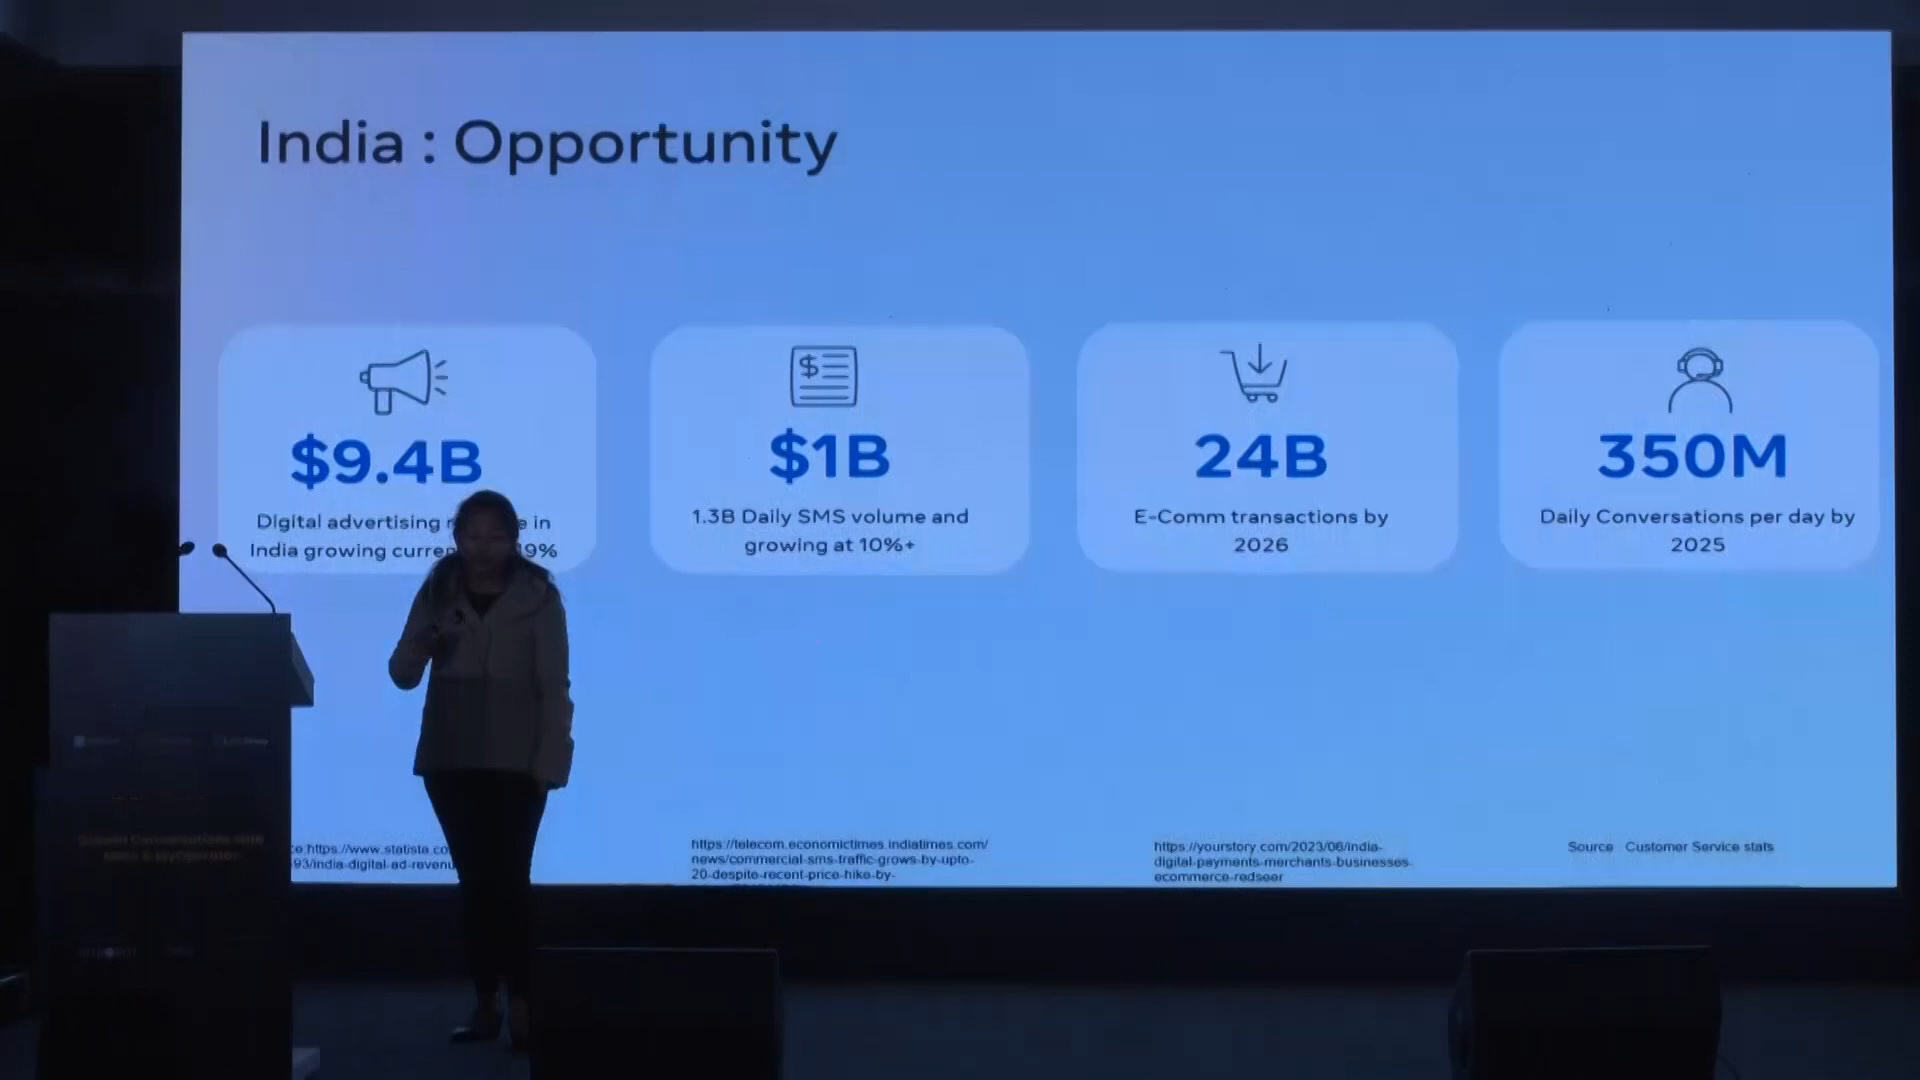 India : Opportunity
$9.4B
Digital advertising in
India growing 19%
$1B
1.3B Daily SMS volume and
growing at 10%+
24B
E-Comm transactions by
2026
350M
Daily Conversations per day by
2025
https://www.statista.co
93/india-digital-ad-revenu
https://telecom.economictimes.indiatimes.com/
news/commercial-sms-traffic-grows-by-upto-
20-despite-recent-price-hike-by-
https://yourstory.com/2023/06/india-
digital-payments-merchants-businesses-
ecommerce-redseer
Source Customer Service stats